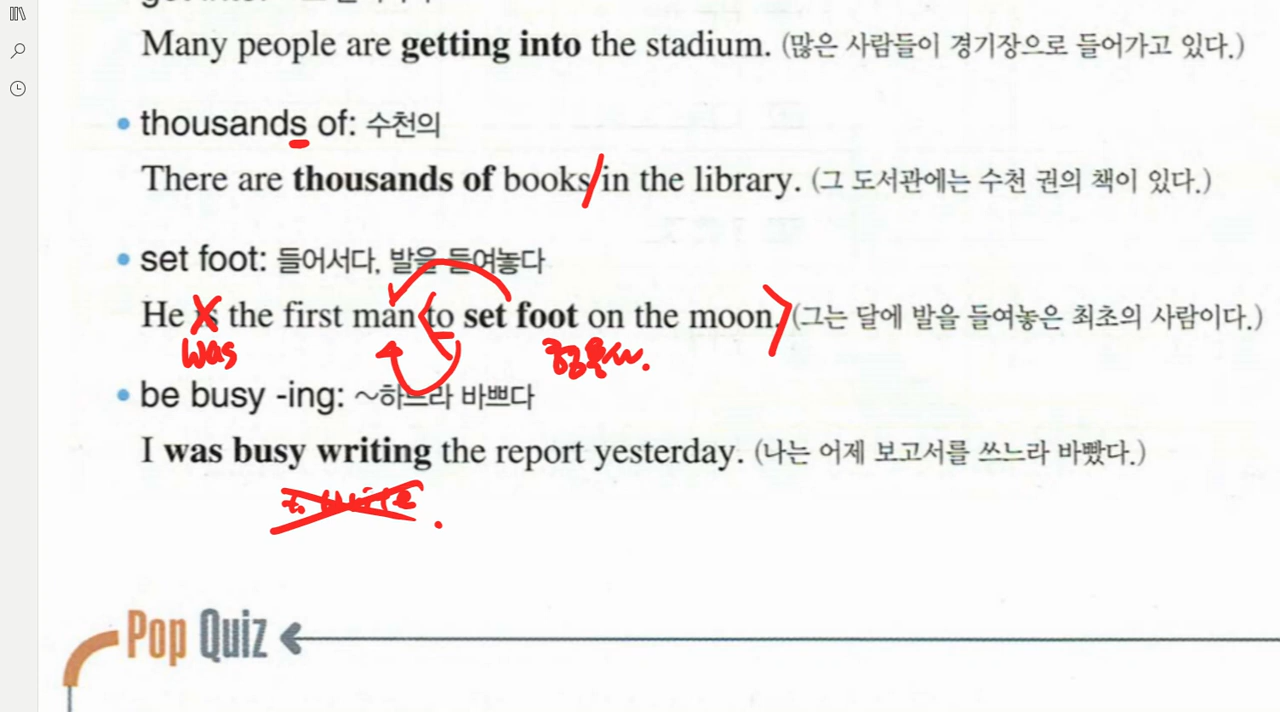 Many people are getting into the stadium. (많은 사람들이 경기장으로 들어가고 있다.)
• thousands of: 수천의
There are thousands of books/in the library. (그 도서관에는 수천 권의 책이 있다.)
• set foot: 들어서다, 발을 들여놓다
He is the first man to set foot on the moon. (그는 달에 발을 들여놓은 최초의 사람이다.)
was
• be busy -ing: ~하느라 바쁘다
I was busy writing the report yesterday. (나는 어제 보고서를 쓰느라 바빴다.)
to write
Pop Quiz